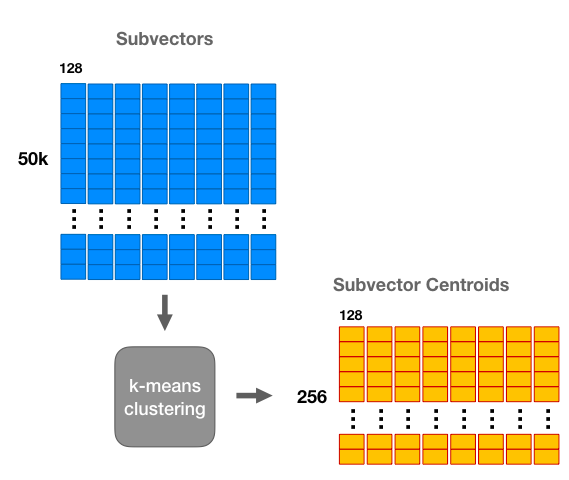 Subvectors
128
50k
Subvector Centroids
128
k-means
clustering
256